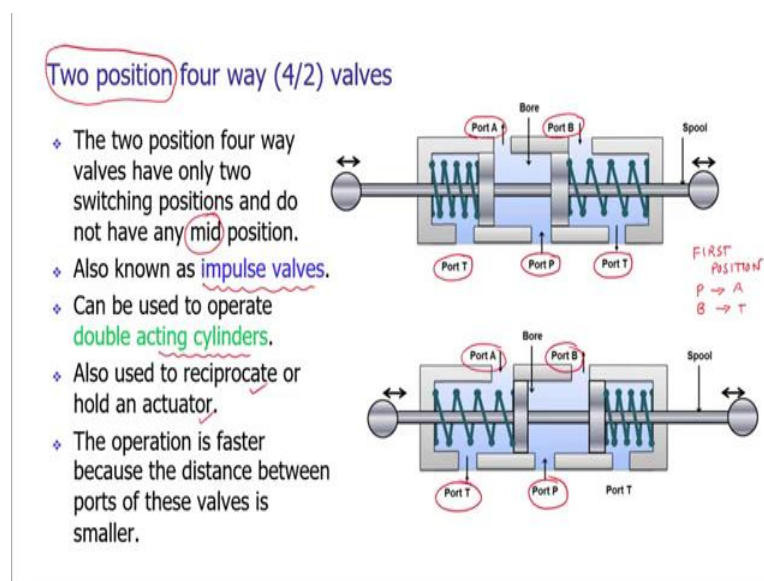 Two position four way (4/2) valves
❖ The two position four way
valves have only two
switching positions and do
not have any mid position.
❖ Also known as impulse valves.
❖ Can be used to operate
double acting cylinders.
❖ Also used to reciprocate or
hold an actuator.
❖ The operation is faster
because the distance between
ports of these valves is
smaller.
Bore
Port A
Port B
Spool
Port T
Port P
Port T
FIRST
POSITION
P → A
B → T
Bore
Port A
Port B
Spool
Port T
Port P
Port T